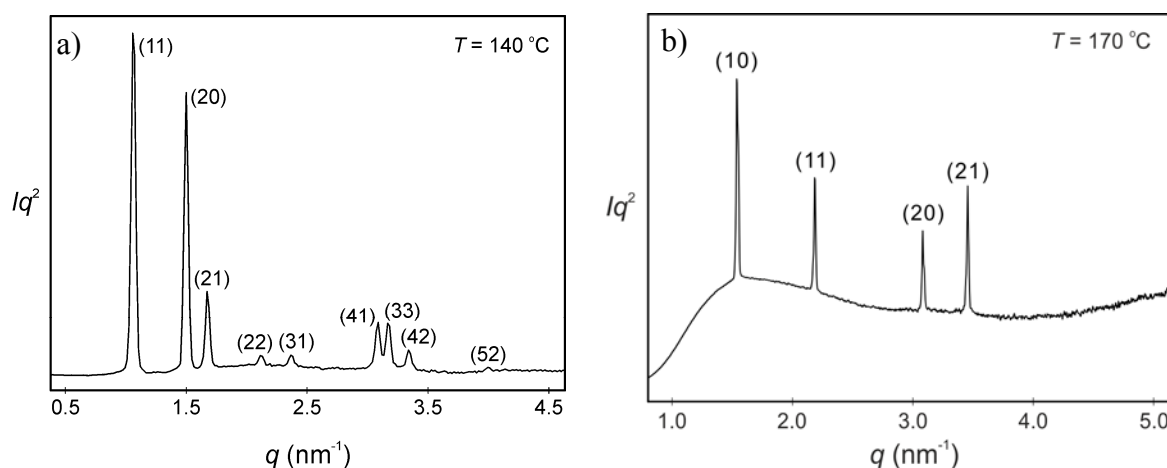 a)
T = 140 °C
(11)
(20)
(21)
(22)
(31)
(41)
(33)
(42)
(52)
Iq²
0.5 1.5 2.5 3.5 4.5
q (nm⁻¹)
b)
T = 170 °C
(10)
(11)
(20)
(21)
Iq²
1.0 2.0 3.0 4.0 5.0
q (nm⁻¹)